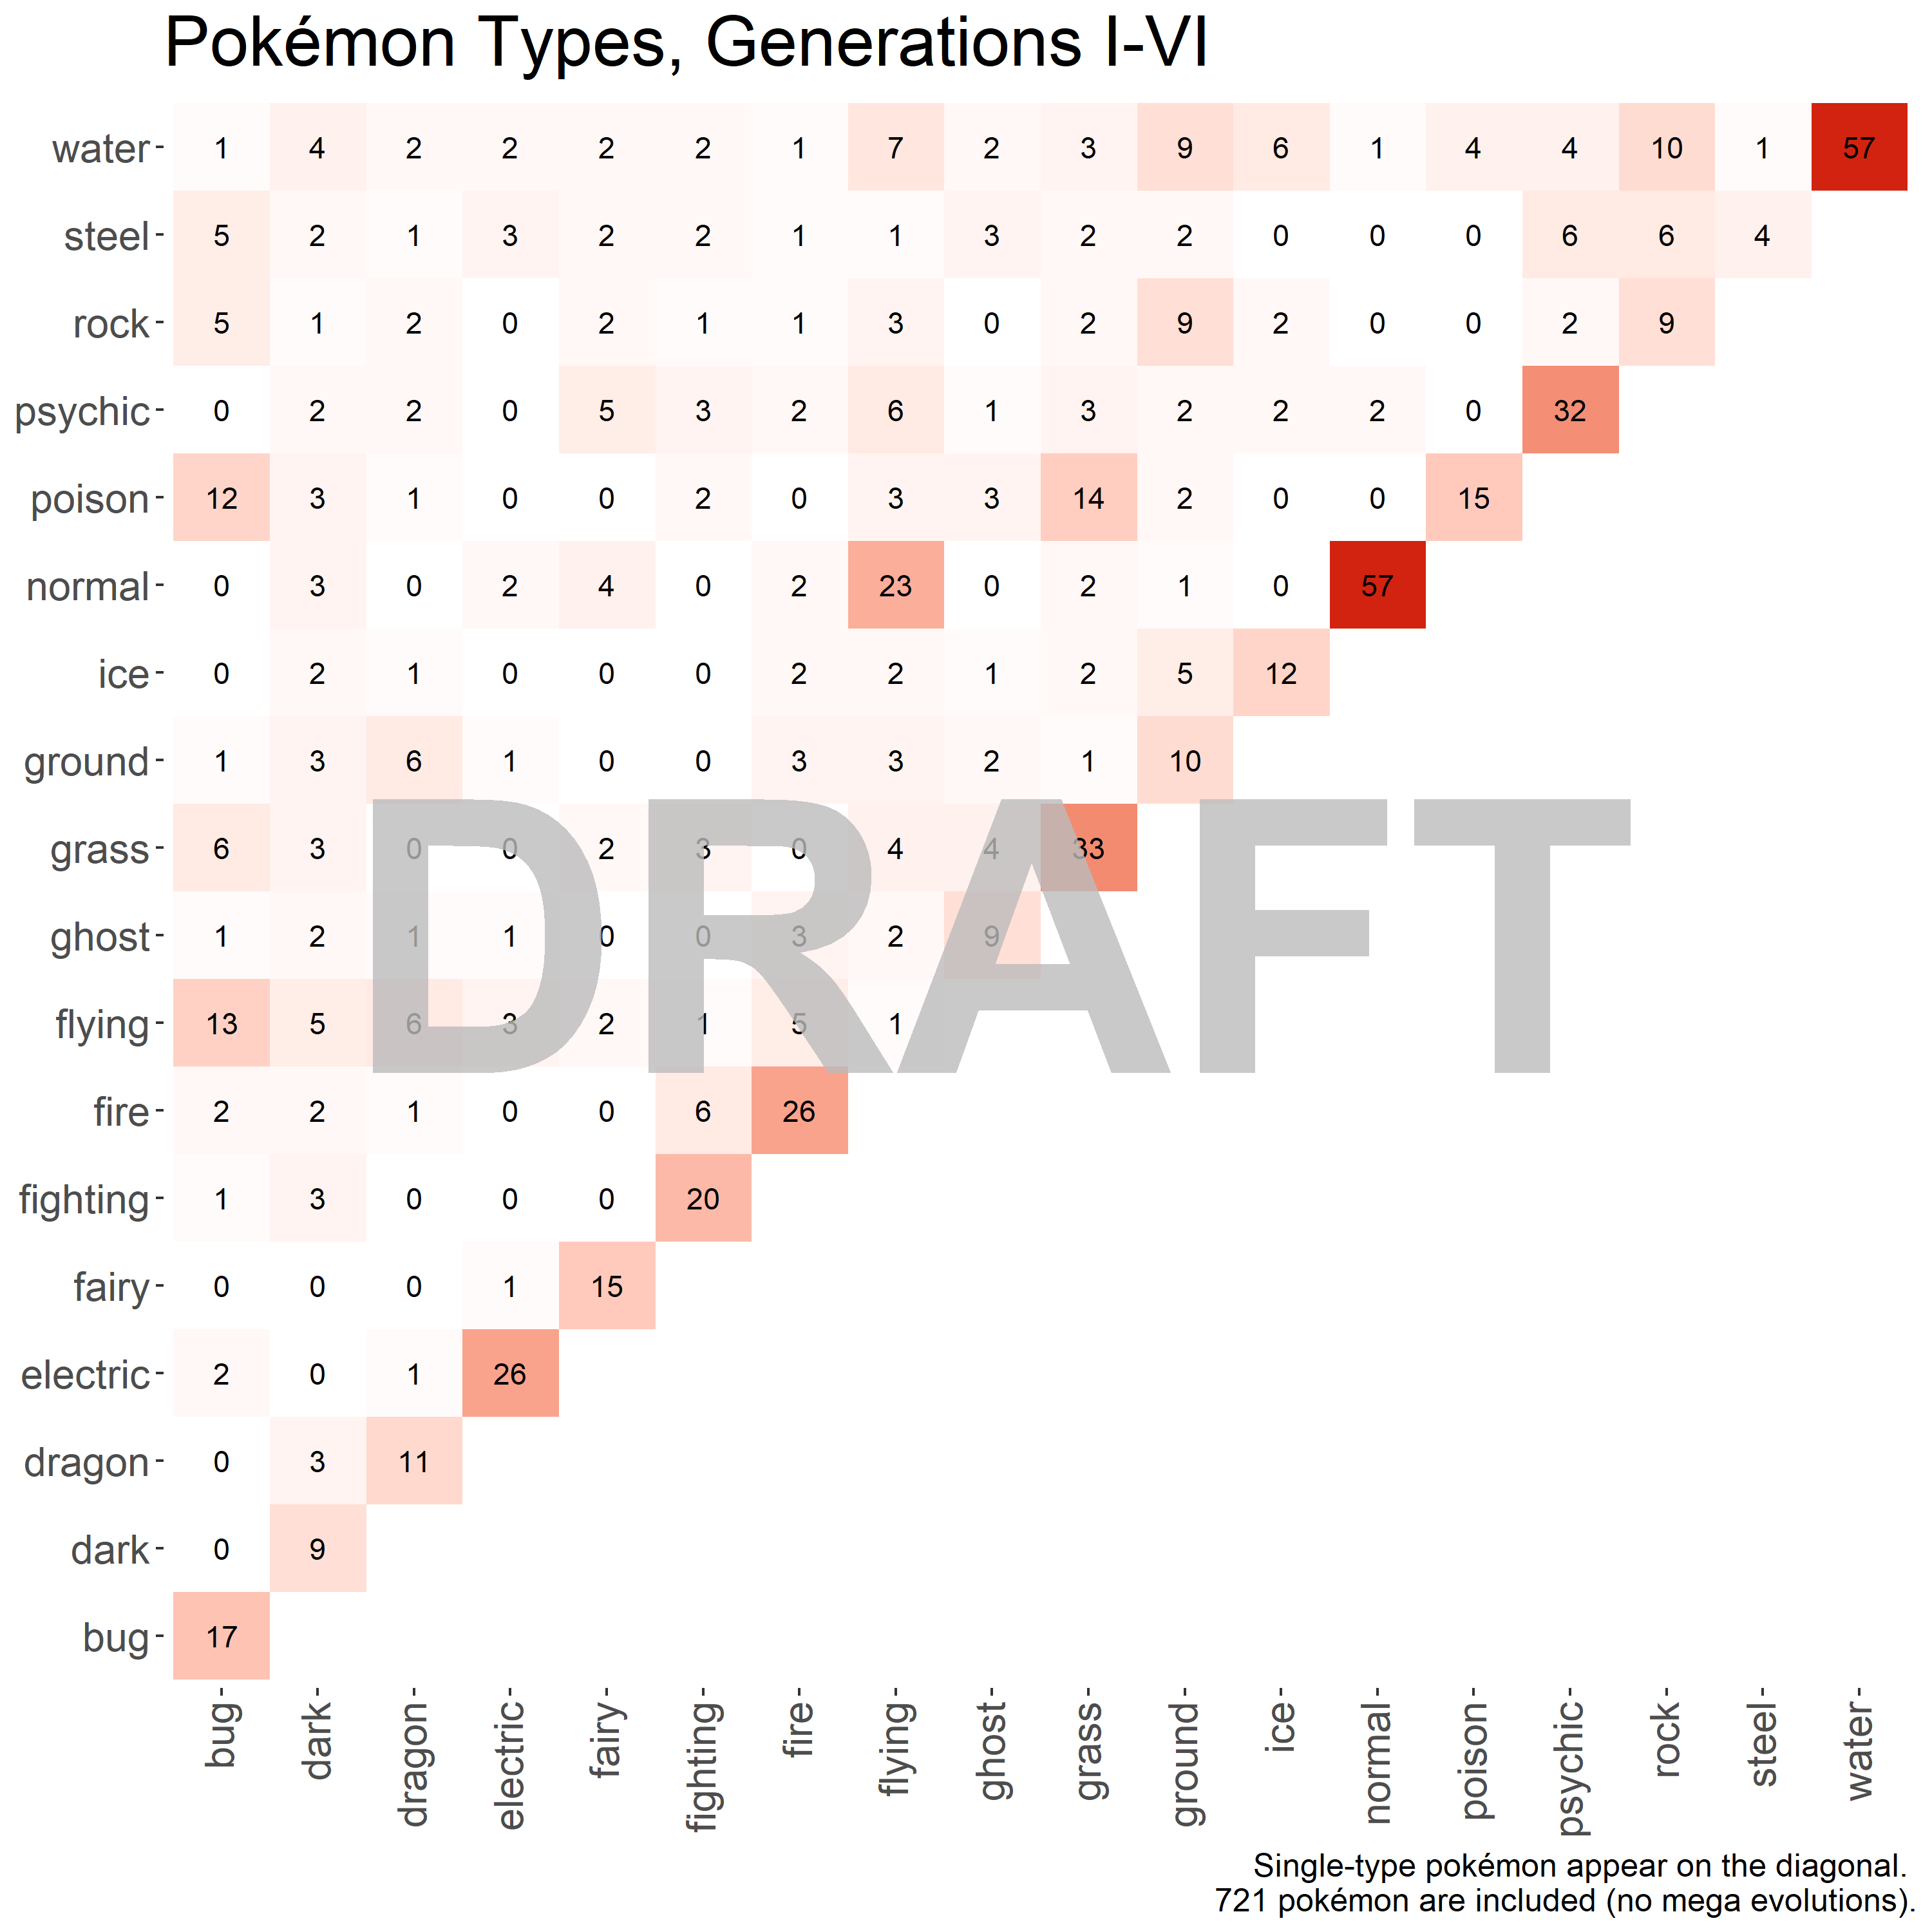 Pokémon Types, Generations I-VI
water 1 4 2 2 2 2 1 7 2 3 9 6 1 4 4 10 1 57
steel 5 2 1 3 2 2 1 1 3 2 2 0 0 0 6 6 4
rock 5 1 2 0 2 1 1 3 0 2 9 2 0 0 2 9
psychic 0 2 2 0 5 3 2 6 1 3 2 2 2 0 32
poison 12 3 1 0 0 2 0 3 3 14 2 0 0 15
normal 0 3 0 2 4 0 2 23 0 2 1 0 57
ice 0 2 1 0 0 0 2 2 1 2 5 12
ground 1 3 6 1 0 0 3 3 2 1 10
grass 6 3 0 0 2 3 0 4 4 33
DRAFT
ghost 1 2 1 1 0 0 3 2 9
flying 13 5 6 3 2 1 5 1
fire 2 2 1 0 0 6 26
fighting 1 3 0 0 0 20
fairy 0 0 0 1 15
electric 2 0 1 26
dragon 0 3 11
dark 0 9
bug 17
bug dark dragon electric fairy fighting fire flying ghost grass ground ice normal poison psychic rock steel water
Single-type pokémon appear on the diagonal.
721 pokémon are included (no mega evolutions).